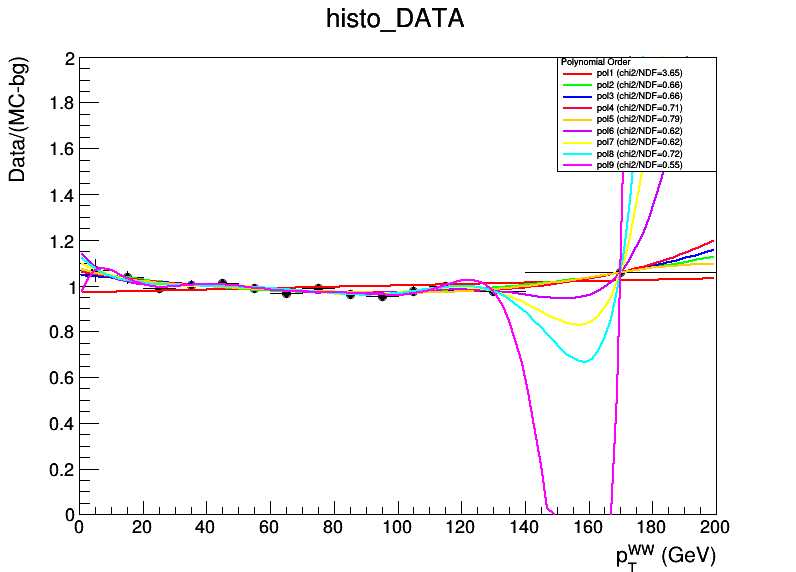 histo_DATA
Data/(MC-bg)
2
1.8
1.6
1.4
1.2
1
0.8
0.6
0.4
0.2
0
Polynomial Order
pol1 (chi2/NDF=3.65)
pol2 (chi2/NDF=0.66)
pol3 (chi2/NDF=0.66)
pol4 (chi2/NDF=0.71)
pol5 (chi2/NDF=0.79)
pol6 (chi2/NDF=0.62)
pol7 (chi2/NDF=0.62)
pol8 (chi2/NDF=0.72)
pol9 (chi2/NDF=0.55)
0 20 40 60 80 100 120 140 160 180 200
p_T^WW (GeV)